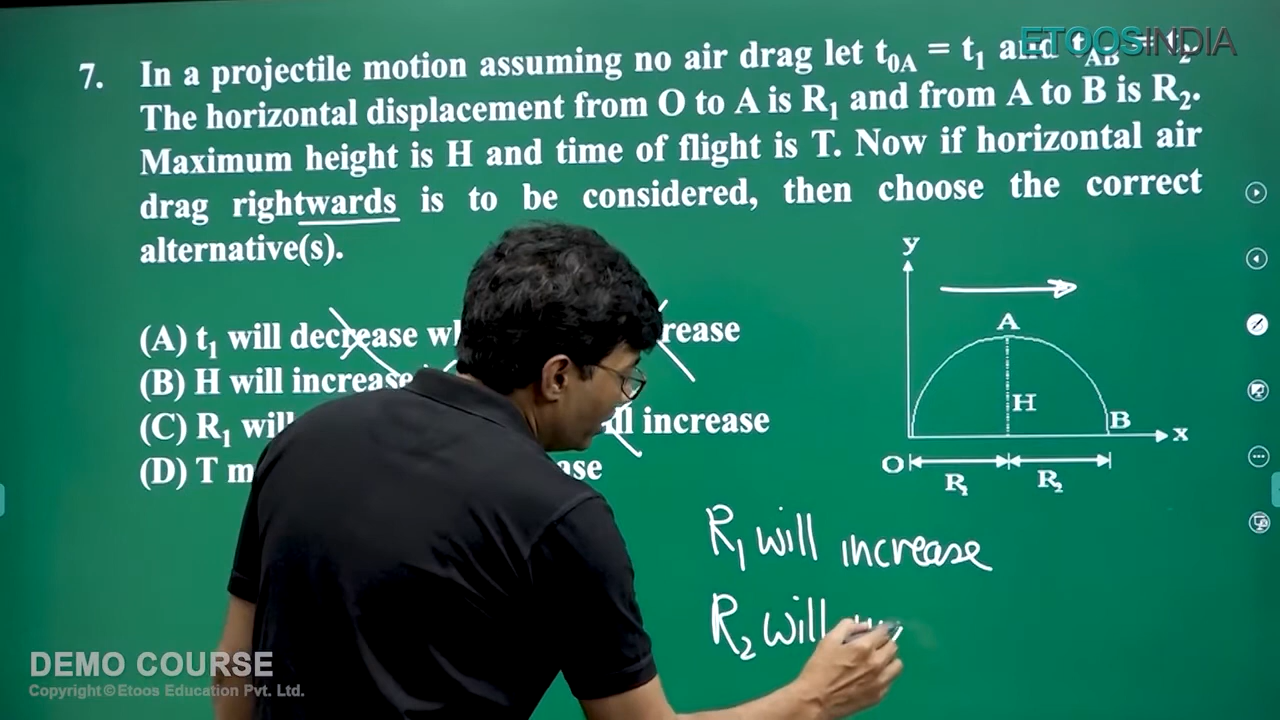 ETOOSINDIA
7. In a projectile motion assuming no air drag let t0A = t1 and tAB = t2.
The horizontal displacement from O to A is R1 and from A to B is R2.
Maximum height is H and time of flight is T. Now if horizontal air
drag rightwards is to be considered, then choose the correct
alternative(s).
(A) t1 will decrease
(B) H will increase
(C) R1 will increase
(D) T
y
A
H
B
x
O
R1 R2
R1 will increase
R2 will
DEMO COURSE
Copyright © Etoos Education Pvt. Ltd.